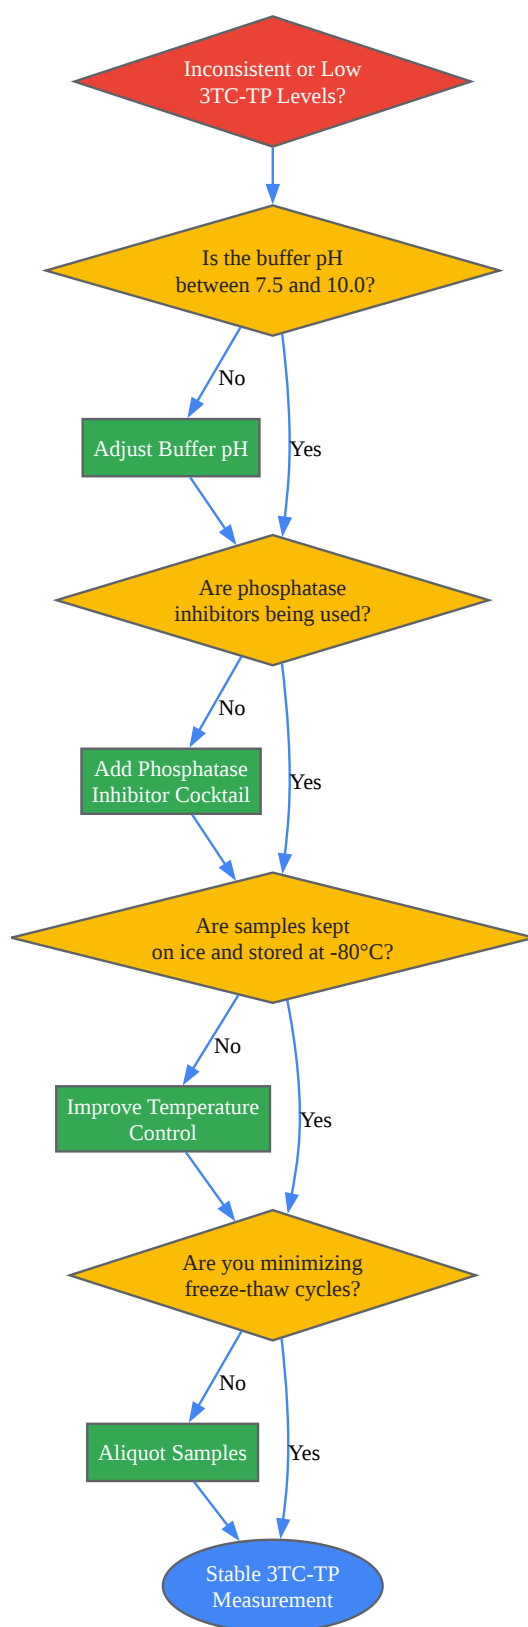 Inconsistent or Low
3TC-TP Levels?
Is the buffer pH
between 7.5 and 10.0?
No
Adjust Buffer pH
Yes
Are phosphatase
inhibitors being used?
No
Add Phosphatase
Inhibitor Cocktail
Yes
Are samples kept
on ice and stored at -80°C?
No
Improve Temperature
Control
Yes
Are you minimizing
freeze-thaw cycles?
No
Aliquot Samples
Yes
Stable 3TC-TP
Measurement